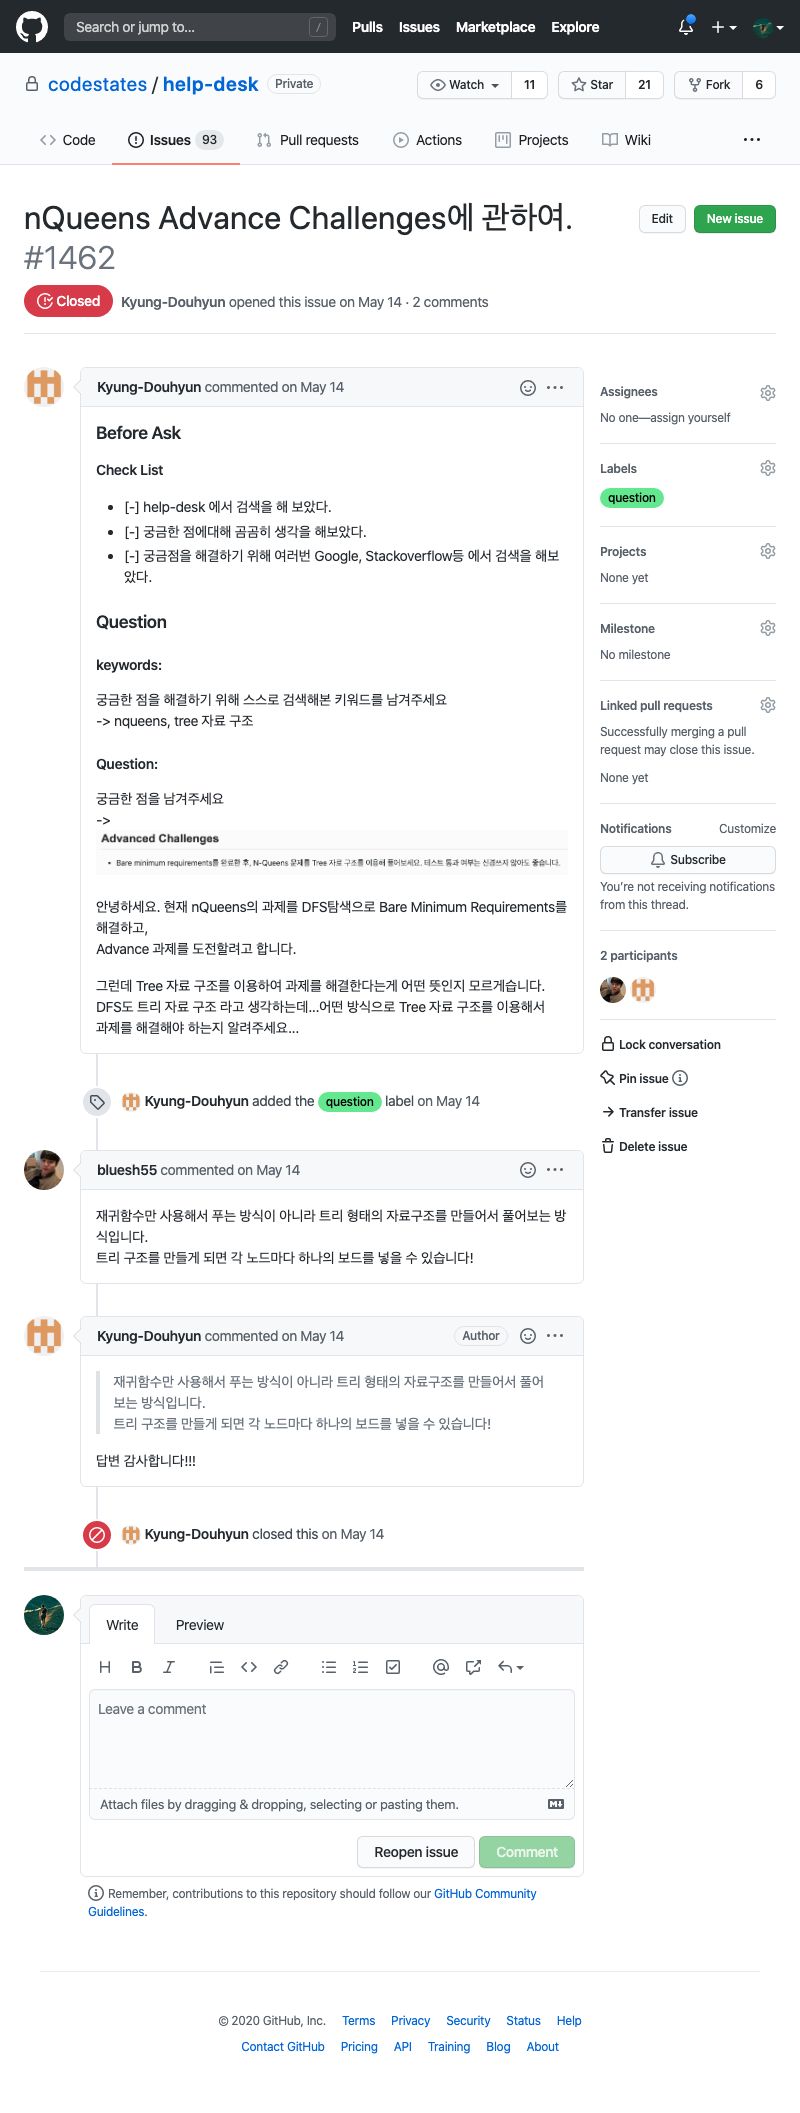 Search or jump to...
/
Pulls
Issues
Marketplace
Explore
codestates / help-desk
Private
Watch
11
Star
21
Fork
6
Code
Issues 93
Pull requests
Actions
Projects
Wiki
nQueens Advance Challenges에 관하여.
#1462
Edit
New issue
Closed
Kyung-Douhyun opened this issue on May 14 · 2 comments
Kyung-Douhyun commented on May 14
Before Ask
Check List
[-] help-desk 에서 검색을 해 보았다.
[-] 궁금한 점에대해 곰곰히 생각을 해보았다.
[-] 궁금점을 해결하기 위해 여러번 Google, Stackoverflow등 에서 검색을 해보
았다.
Question
keywords:
궁금한 점을 해결하기 위해 스스로 검색해본 키워드를 남겨주세요
-> nqueens, tree 자료 구조
Question:
궁금한 점을 남겨주세요
->
Advanced Challenges
Bare minimum requirements를 완료한 후, N-Queens 문제를 Tree 자료 구조를 이용해 풀어보세요. 테스트 통과 여부는 신경쓰지 않아도 좋습니다.
안녕하세요. 현재 nQueens의 과제를 DFS탐색으로 Bare Minimum Requirements를
해결하고,
Advance 과제를 도전할려고 합니다.
그런데 Tree 자료 구조를 이용하여 과제를 해결한다는게 어떤 뜻인지 모르게습니다.
DFS도 트리 자료 구조 라고 생각하는데...어떤 방식으로 Tree 자료 구조를 이용해서
과제를 해결해야 하는지 알려주세요...
Kyung-Douhyun added the question label on May 14
bluesh55 commented on May 14
재귀함수만 사용해서 푸는 방식이 아니라 트리 형태의 자료구조를 만들어서 풀어보는 방
식입니다.
트리 구조를 만들게 되면 각 노드마다 하나의 보드를 넣을 수 있습니다!
Kyung-Douhyun commented on May 14
Author
재귀함수만 사용해서 푸는 방식이 아니라 트리 형태의 자료구조를 만들어서 풀어
보는 방식입니다.
트리 구조를 만들게 되면 각 노드마다 하나의 보드를 넣을 수 있습니다!
답변 감사합니다!!!
Kyung-Douhyun closed this on May 14
Assignees
No one—assign yourself
Labels
question
Projects
None yet
Milestone
No milestone
Linked pull requests
Successfully merging a pull
request may close this issue.
None yet
Notifications
Customize
Subscribe
You're not receiving notifications
from this thread.
2 participants
Lock conversation
Pin issue
Transfer issue
Delete issue
Write
Preview
Leave a comment
Attach files by dragging & dropping, selecting or pasting them.
Reopen issue
Comment
Remember, contributions to this repository should follow our GitHub Community
Guidelines.
© 2020 GitHub, Inc.
Terms
Privacy
Security
Status
Help
Contact GitHub
Pricing
API
Training
Blog
About